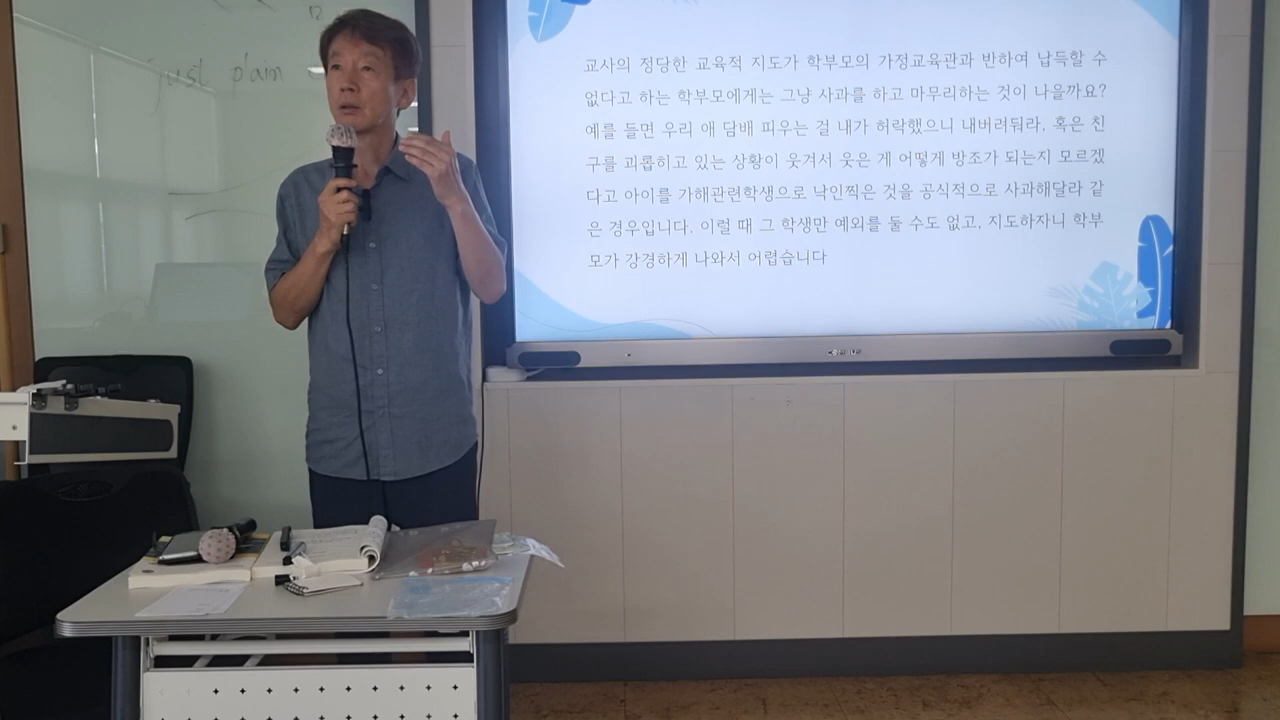 just plain
교사의 정당한 교육적 지도가 학부모의 가정교육관과 반하여 납득할 수
없다고 하는 학부모에게는 그냥 사과를 하고 마무리하는 것이 나을까요?
예를 들면 우리 애 담배 피우는 걸 내가 허락했으니 내버려둬라, 혹은 친
구를 괴롭히고 있는 상황이 웃겨서 웃은 게 어떻게 방조가 되는지 모르겠
다고 아이를 가해관련학생으로 낙인찍은 것을 공식적으로 사과해달라 같
은 경우입니다. 이럴 때 그 학생만 예외를 둘 수도 없고, 지도하자니 학부
모가 강경하게 나와서 어렵습니다